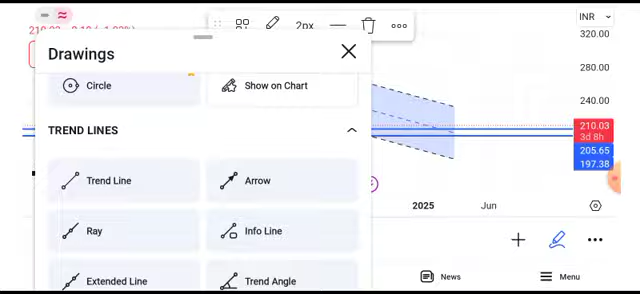 INR
2px
320.00
Drawings
280.00
Circle
Show on Chart
240.00
TREND LINES
210.03
3d 8h
205.65
197.38
Trend Line
Arrow
2025
Jun
Ray
Info Line
Extended Line
Trend Angle
News
Menu